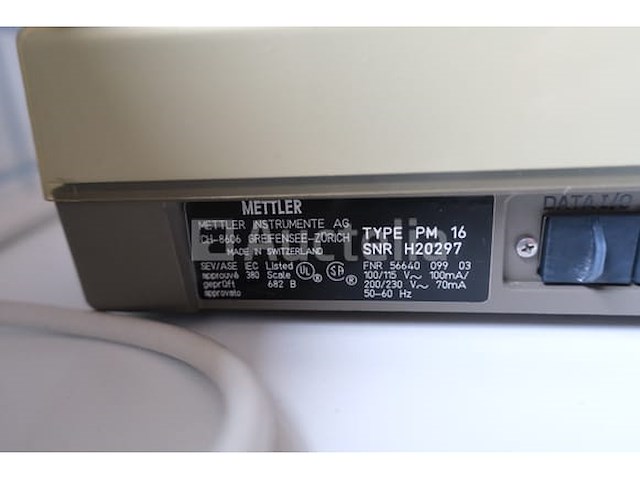 METTLER
METTLER INSTRUMENTE AG
CH-8606 GREIFENSEE-ZÜRICH
MADE IN SWITZERLAND
TYPE PM 16
SNR H20297
SEV/ASE IEC Listed
approuvé 380 Scale
geprüft 682 B
approvato
UL ®
SA ®
FNR 56640 099 03
100/115 V~ 100mA/
200/230 V~ 70mA
50-60 Hz
DATA I/O